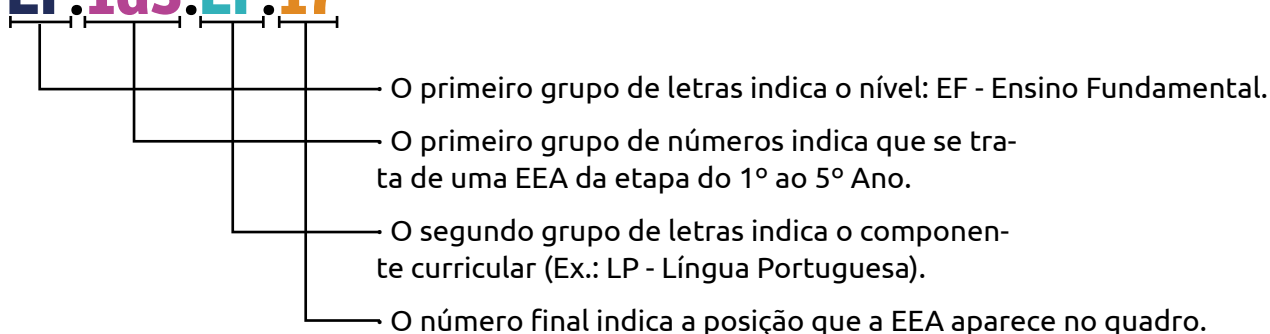 O primeiro grupo de letras indica o nível: EF - Ensino Fundamental.
O primeiro grupo de números indica que se tra-
ta de uma EEA da etapa do 1º ao 5º Ano.
O segundo grupo de letras indica o componen-
te curricular (Ex.: LP - Língua Portuguesa).
O número final indica a posição que a EEA aparece no quadro.